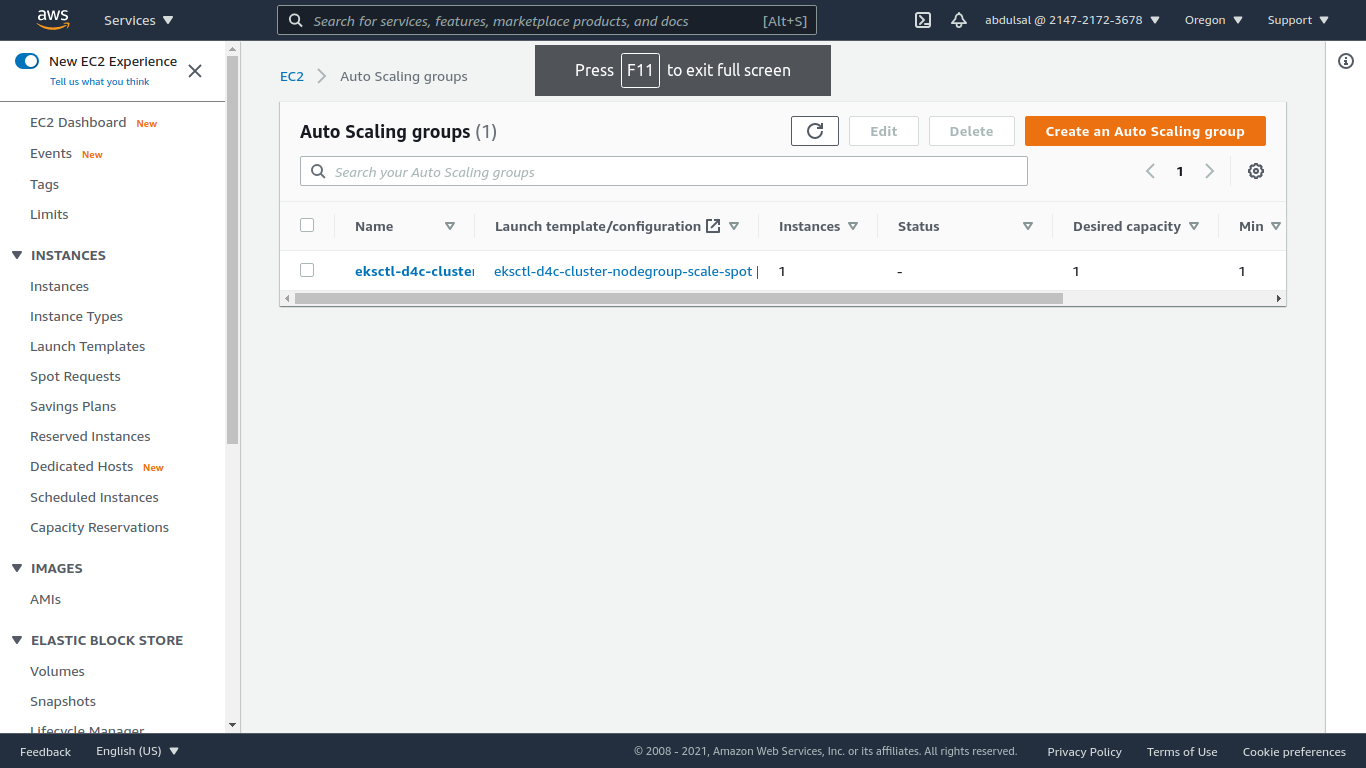 aws
Services
Search for services, features, marketplace products, and docs [Alt+S]
abdulsal @ 2147-2172-3678
Oregon
Support
New EC2 Experience
Tell us what you think
EC2 Dashboard New
Events New
Tags
Limits
INSTANCES
Instances
Instance Types
Launch Templates
Spot Requests
Savings Plans
Reserved Instances
Dedicated Hosts New
Scheduled Instances
Capacity Reservations
IMAGES
AMIs
ELASTIC BLOCK STORE
Volumes
Snapshots
Lifecycle Manager
EC2 Auto Scaling groups
Press F11 to exit full screen
Auto Scaling groups (1)
Edit
Delete
Create an Auto Scaling group
Search your Auto Scaling groups
1
Name Launch template/configuration Instances Status Desired capacity Min
eksctl-d4c-cluster eksctl-d4c-cluster-nodegroup-scale-spot | 1 - 1 1
Feedback English (US) © 2008 - 2021, Amazon Web Services, Inc. or its affiliates. All rights reserved. Privacy Policy Terms of Use Cookie preferences